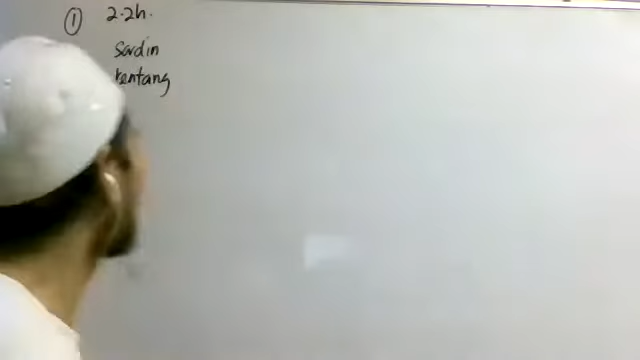 ① 2.2h.
Sardin
kentang